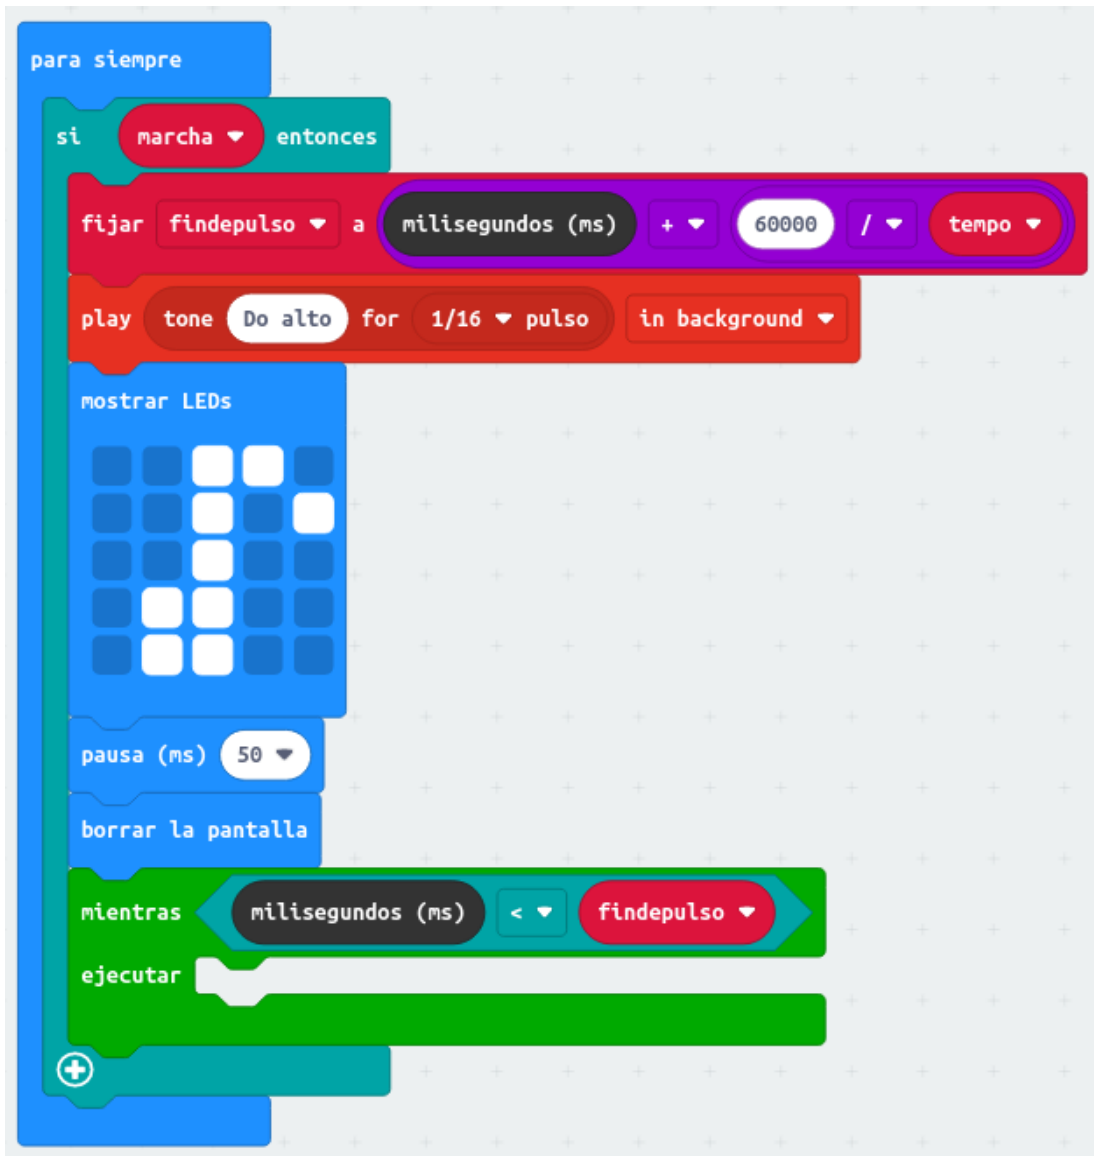 para siempre
si marcha entonces
fijar findepulso a milisegundos (ms) + 60000 / tempo
play tone Do alto for 1/16 pulso in background
mostrar LEDs
pausa (ms) 50
borrar la pantalla
mientras milisegundos (ms) < findepulso
ejecutar